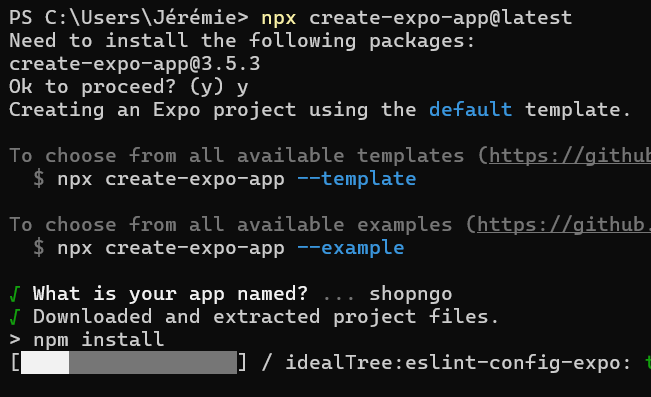 PS C:\Users\Jérémie> npx create-expo-app@latest
Need to install the following packages:
create-expo-app@3.5.3
Ok to proceed? (y) y
Creating an Expo project using the default template.
To choose from all available templates (https://github
$ npx create-expo-app --template
To choose from all available examples (https://github.
$ npx create-expo-app --example
√ What is your app named? ... shopngo
√ Downloaded and extracted project files.
> npm install
[ ] / idealTree:eslint-config-expo: t